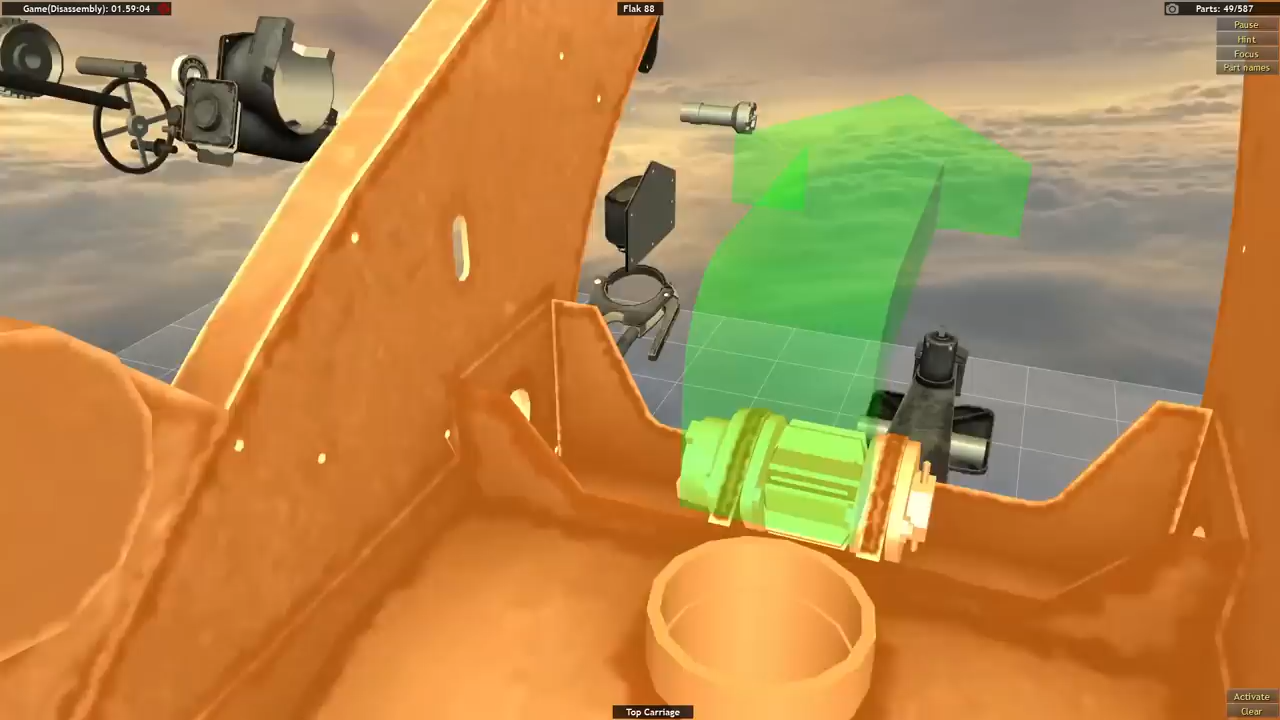 Game(Disassembly): 01:59:04
Flak 88
Parts: 49/587
Pause
Hint
Focus
Part names
Top Carriage
Activate
Clear